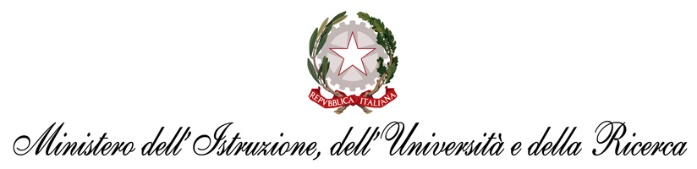 REPVBBLICA ITALIANA
Ministero dell'Istruzione, dell'Università e della Ricerca